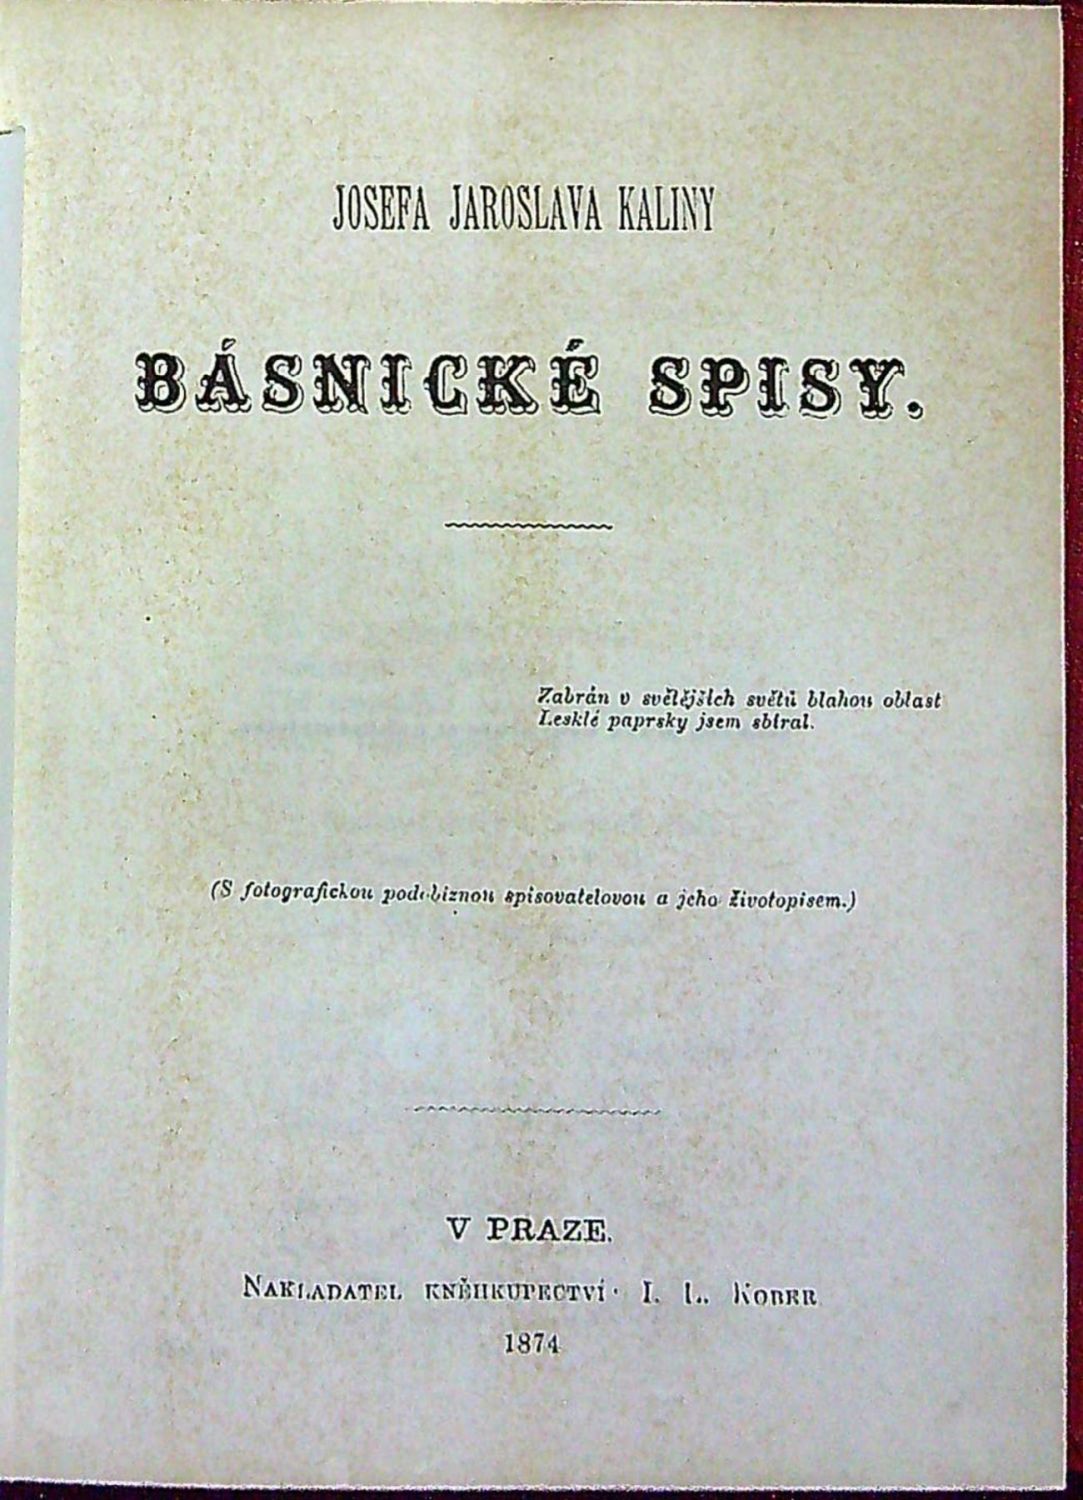 JOSEFA JAROSLAVA KALINY
BÁSNICKÉ SPISY.
Zabrán v svělějších světů blahou oblast
Lesklé paprsky jsem sbíral.
(S fotografickou podobiznou spisovatelovou a jeho životopisem.)
V PRAZE.
NAKLADATEL KNĚHKUPECTVÍ: I. L. KOBER
1874